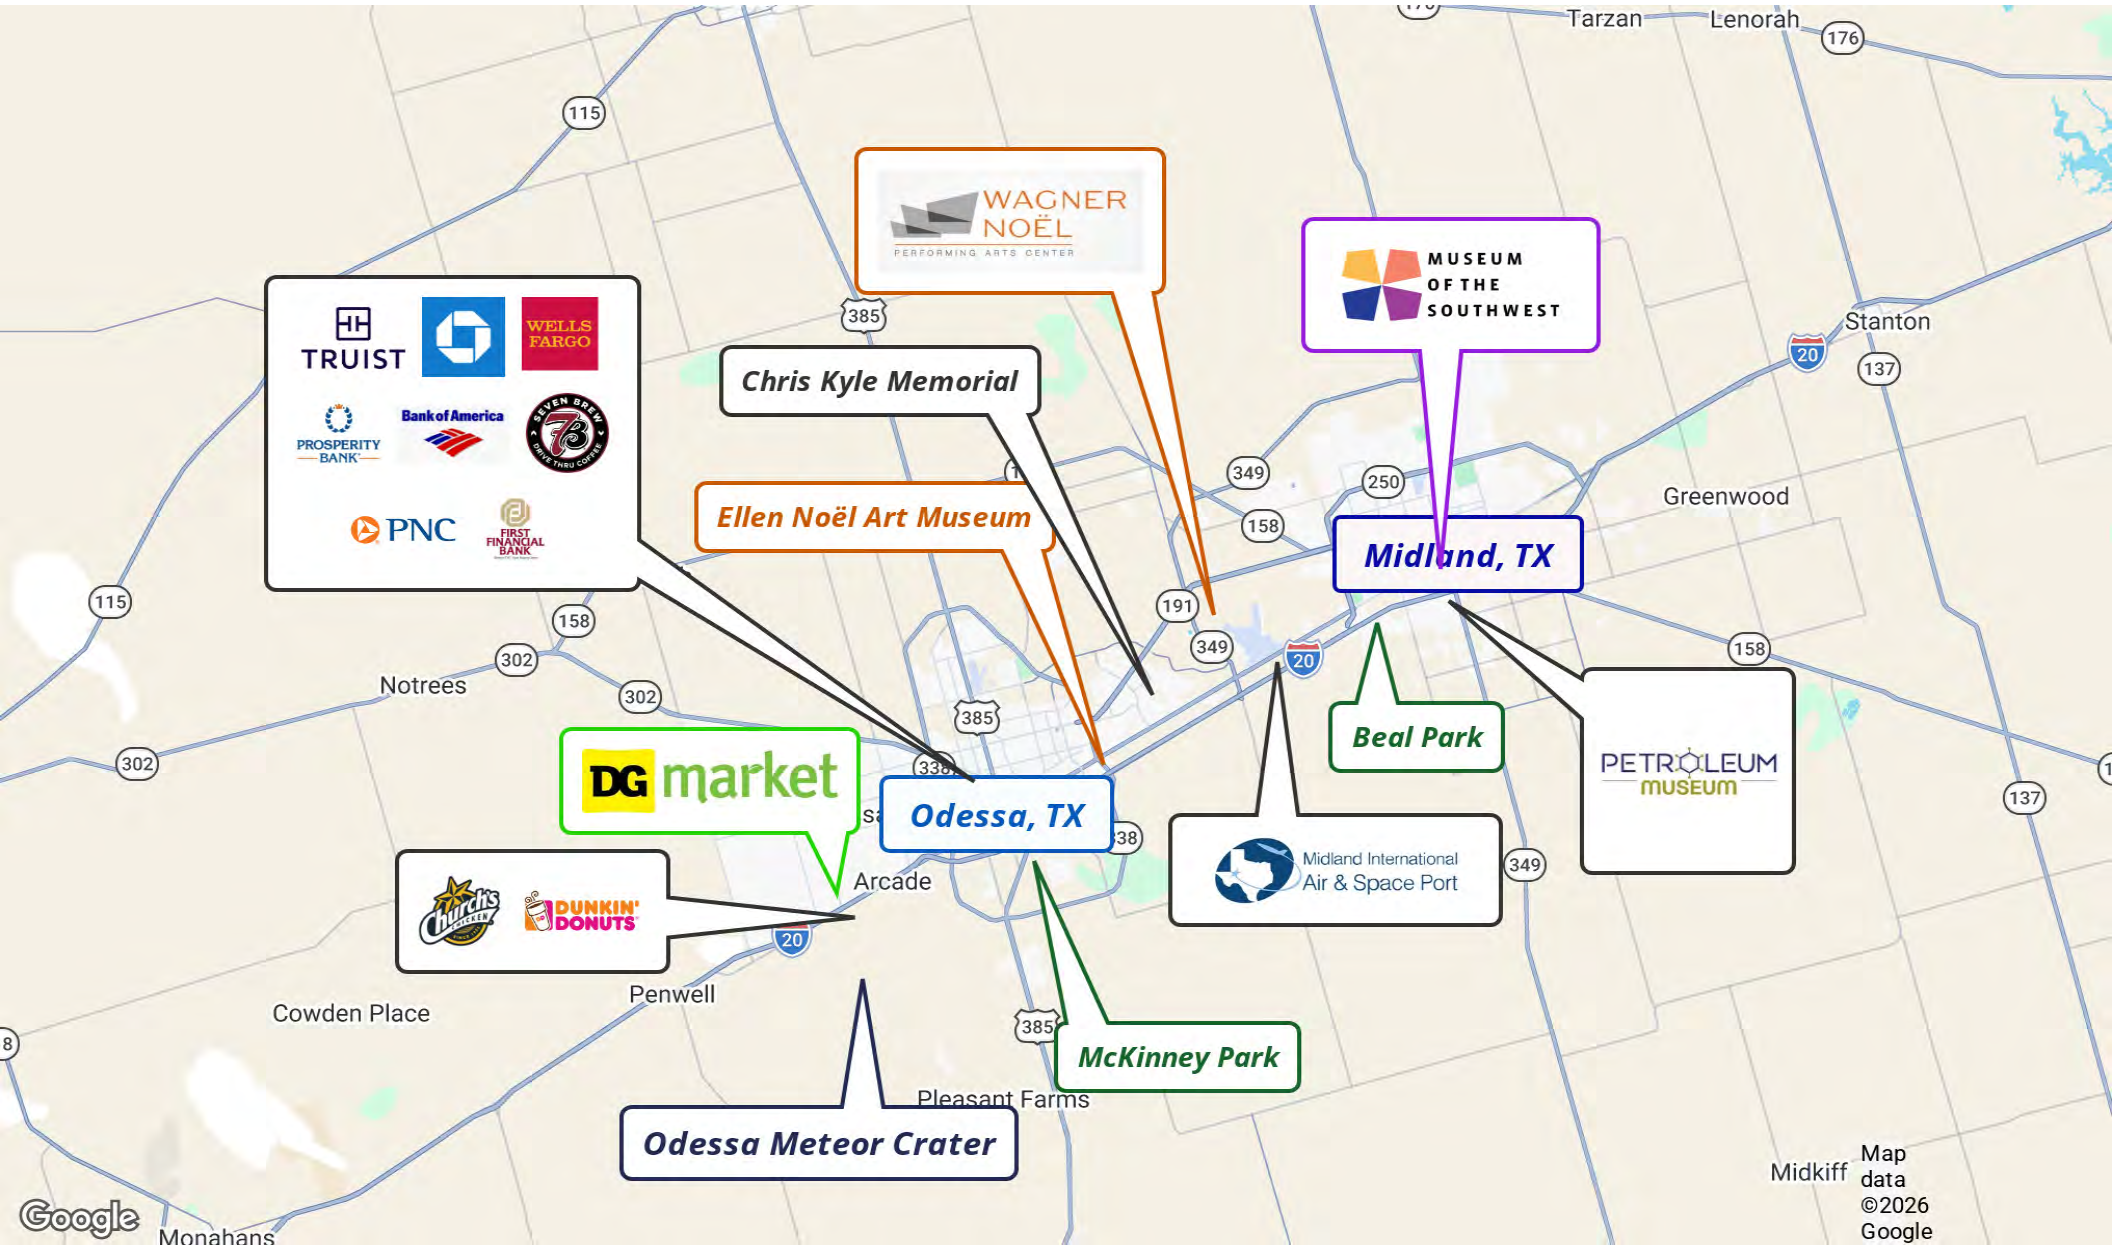 Tarzan
Lenorah
176
176
115
WAGNER
NOËL
PERFORMING ARTS CENTER
MUSEUM
OF THE
SOUTHWEST
385
TRUIST
WELLS
FARGO
Stanton
20
137
Chris Kyle Memorial
PROSPERITY
BANK
Bank of America
SEVEN BREW
7B
DRIVE THRU COFFEE
349
250
Greenwood
PNC
FIRST
FINANCIAL
BANK
Ellen Noël Art Museum
158
Midland, TX
115
158
191
349
20
158
302
Notrees
302
385
Beal Park
302
338
DG market
PETROLEUM
MUSEUM
137
Odessa, TX
338
Arcade
Midland International
Air & Space Port
349
Church's
CHICKEN
DUNKIN'
DONUTS
20
Penwell
Cowden Place
385
8
McKinney Park
Pleasant Farms
Odessa Meteor Crater
Midkiff
Map
data
©2026
Google
Google
Monahans